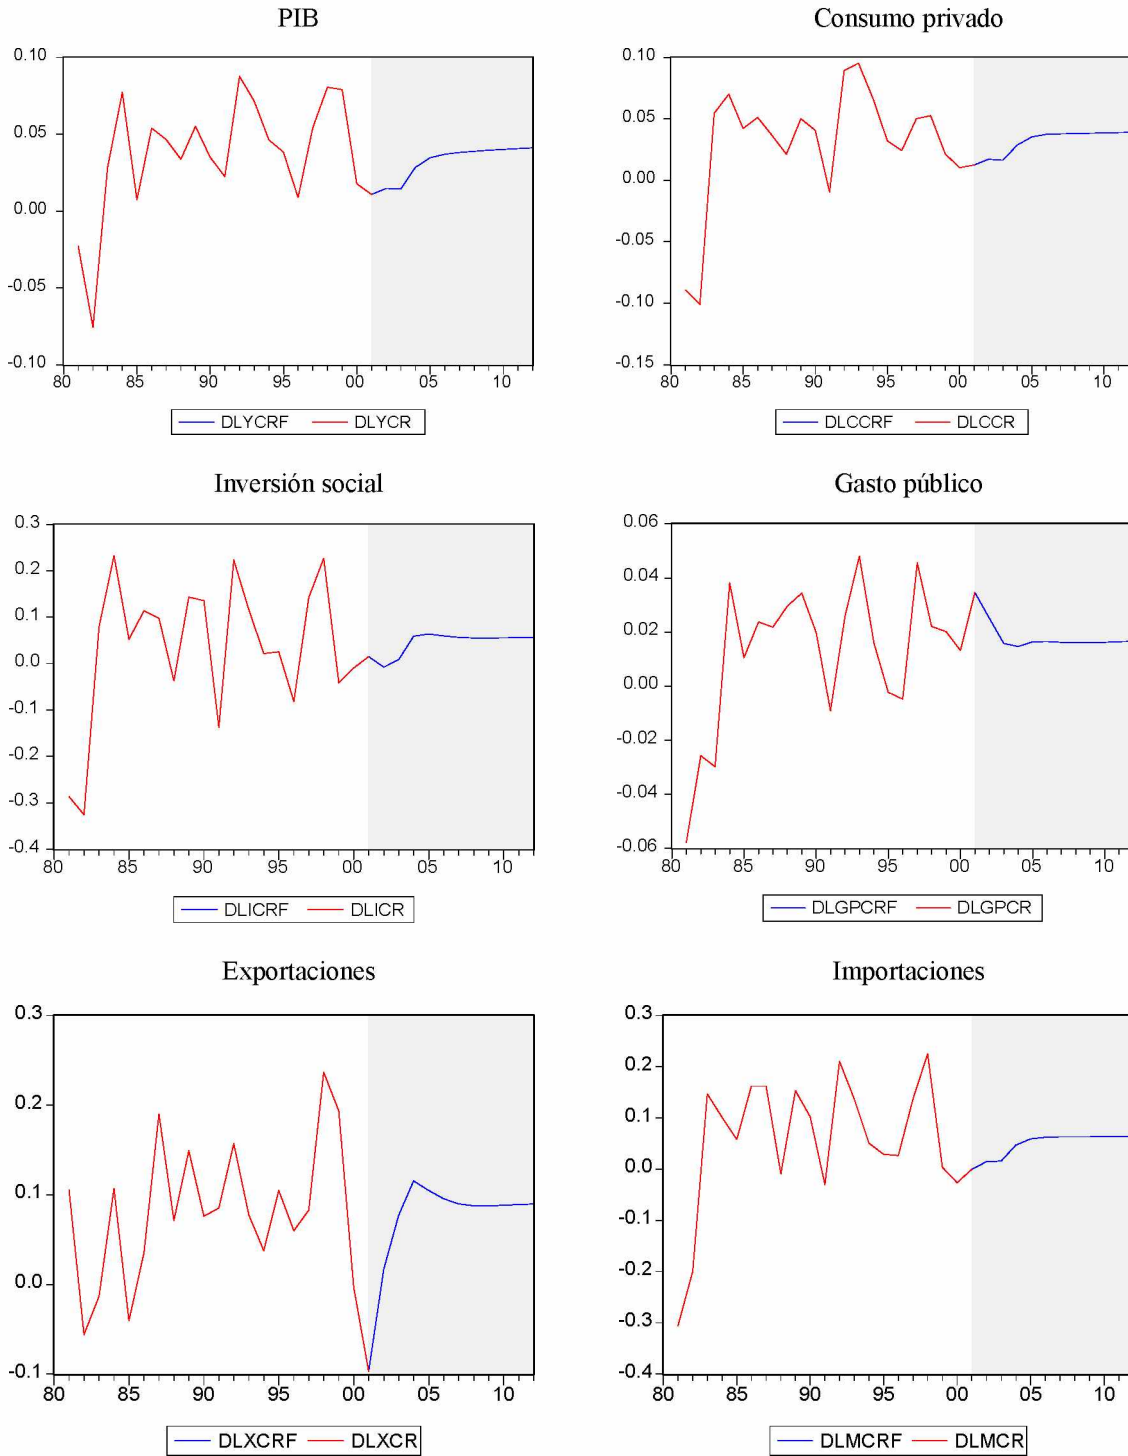 PIB
0.10
0.05
0.00
-0.05
-0.10
80 85 90 95 00 05 10
DLYCRF DLYCR
Consumo privado
0.10
0.05
0.00
-0.05
-0.10
-0.15
80 85 90 95 00 05 10
DLCCRF DLCCR
Inversión social
0.3
0.2
0.1
0.0
-0.1
-0.2
-0.3
-0.4
80 85 90 95 00 05 10
DLICRF DLICR
Gasto público
0.06
0.04
0.02
0.00
-0.02
-0.04
-0.06
80 85 90 95 00 05 10
DLGPCRF DLGPCR
Exportaciones
0.3
0.2
0.1
0.0
-0.1
80 85 90 95 00 05 10
DLXCRF DLXCR
Importaciones
0.3
0.2
0.1
0.0
-0.1
-0.2
-0.3
-0.4
80 85 90 95 00 05 10
DLMCRF DLMCR